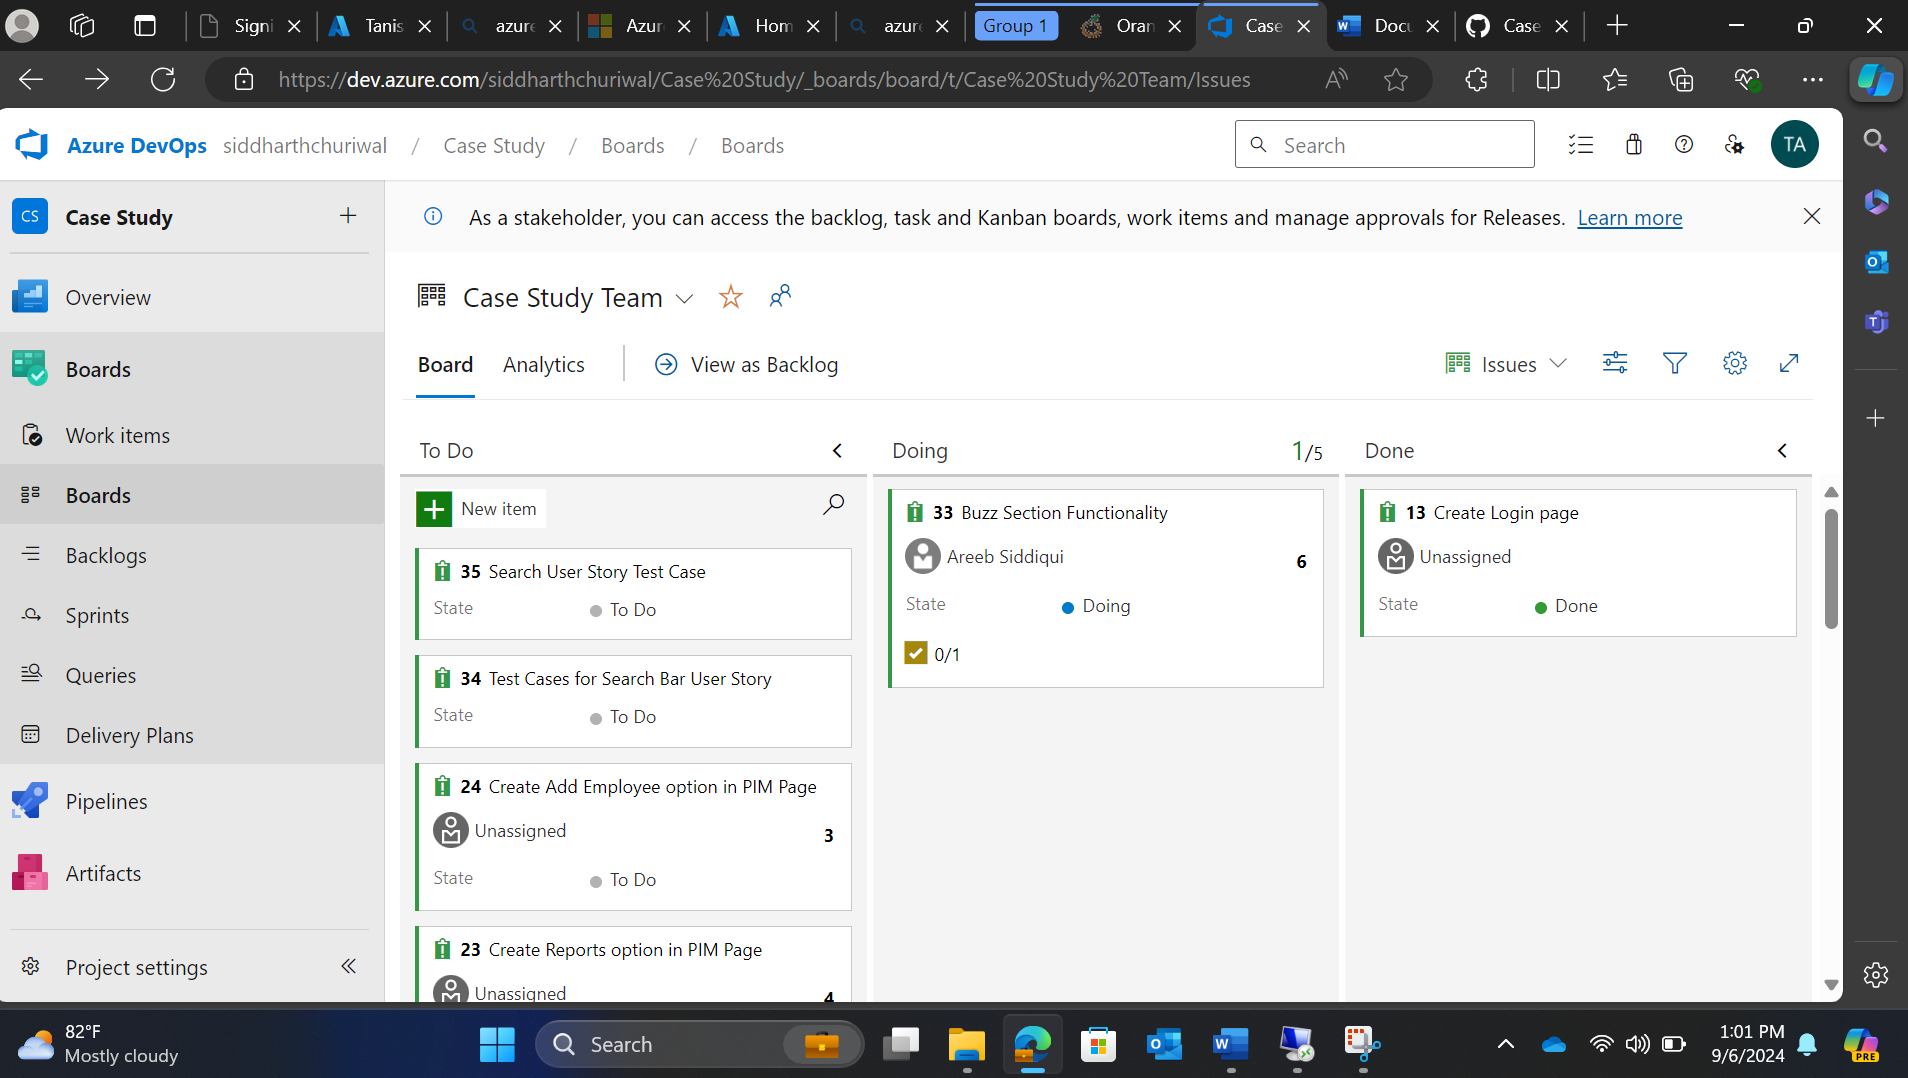 Signi
Tanis
azure
Azur
Hom
azure
Group 1
Oran
Case
Docu
Case
https://dev.azure.com/siddharthchuriwal/Case%20Study/_boards/board/t/Case%20Study%20Team/Issues
Azure DevOps siddharthchuriwal / Case Study / Boards / Boards
Search
TA
CS Case Study
As a stakeholder, you can access the backlog, task and Kanban boards, work items and manage approvals for Releases. Learn more
Overview
Boards
Work items
Boards
Backlogs
Sprints
Queries
Delivery Plans
Pipelines
Artifacts
Project settings
Case Study Team
Board Analytics View as Backlog
Issues
To Do
New item
35 Search User Story Test Case
State To Do
34 Test Cases for Search Bar User Story
State To Do
24 Create Add Employee option in PIM Page
Unassigned 3
State To Do
23 Create Reports option in PIM Page
Unassigned 4
Doing 1/5
33 Buzz Section Functionality
Areeb Siddiqui 6
State Doing
0/1
Done
13 Create Login page
Unassigned
State Done
82°F
Mostly cloudy
Search
1:01 PM
9/6/2024
PRE